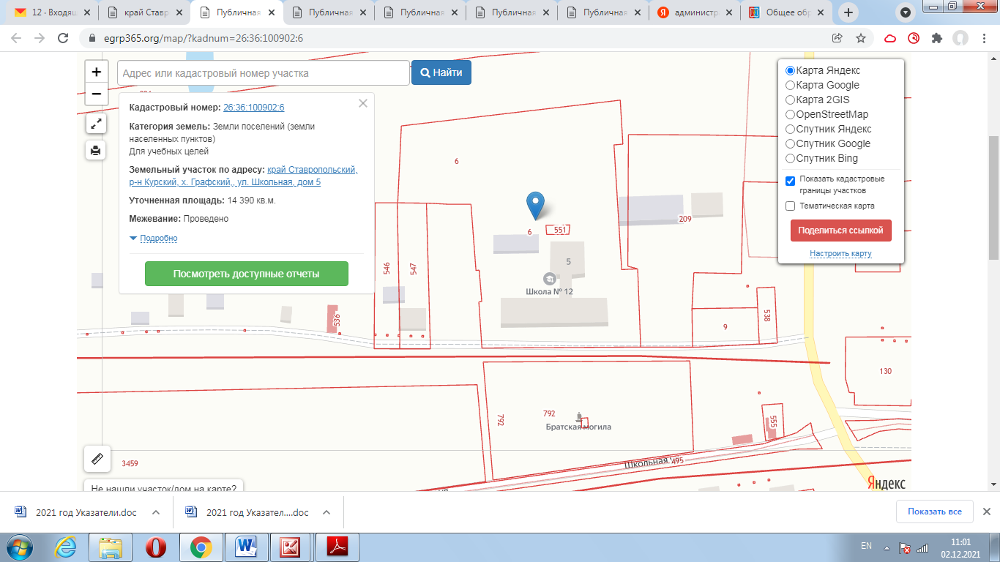 12 · Входящ
край Ставр
Публичная
Публичная
Публичная
Публичная
Публичная
администр
Общее обр
egrp365.org/map/?kadnum=26:36:100902:6
Адрес или кадастровый номер участка
Найти
Кадастровый номер: 26:36:100902:6
Категория земель: Земли поселений (земли
населенных пунктов)
Для учебных целей
Земельный участок по адресу: край Ставропольский,
р-н Курский, х. Графский,, ул. Школьная, дом 5
Уточненная площадь: 14 390 кв.м.
Межевание: Проведено
Подробно
Посмотреть доступные отчеты
Карта Яндекс
Карта Google
Карта 2GIS
OpenStreetMap
Спутник Яндекс
Спутник Google
Спутник Bing
Показать кадастровые
границы участков
Тематическая карта
Поделиться ссылкой
Настроить карту
6
6
551
209
5
Школа № 12
546
547
536
538
9
130
792
792
Братская могила
555
Школьная
495
3459
Яндекс
Не нашли участок/дом на карте?
2021 год Указатели.doc
2021 год Указател....doc
Показать все
EN
11:01
02.12.2021